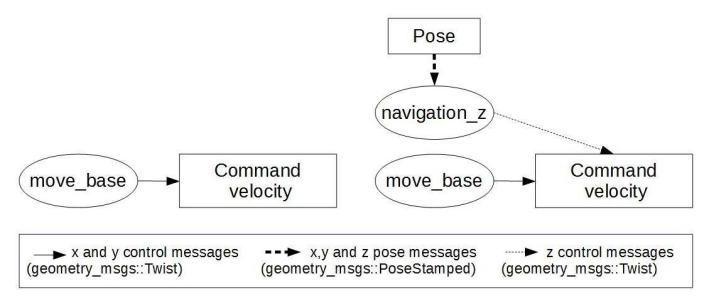 Pose
navigation_z
move_base
Command
velocity
move_base
Command
velocity
x and y control messages
(geometry_msgs::Twist)
x,y and z pose messages
(geometry_msgs::PoseStamped)
z control messages
(geometry_msgs::Twist)